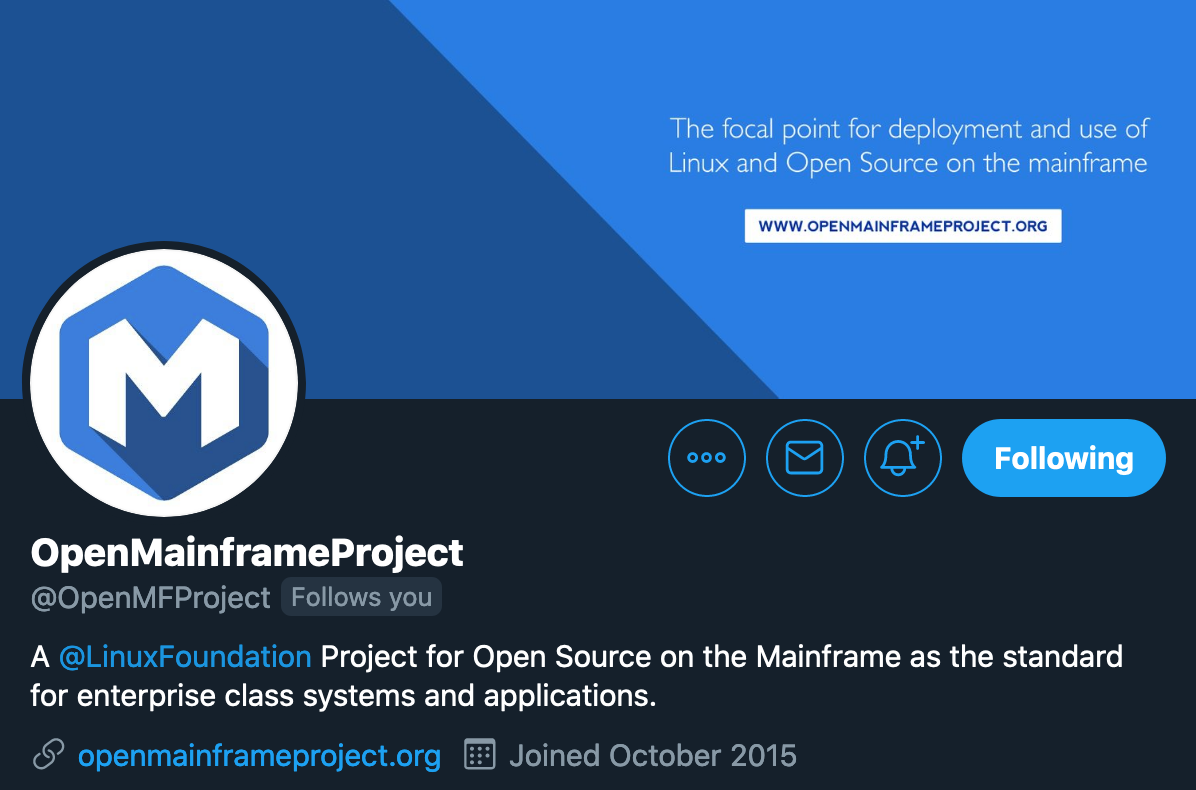 The focal point for deployment and use of
Linux and Open Source on the mainframe
WWW.OPENMAINFRAMEPROJECT.ORG
M
Following
OpenMainframeProject
@OpenMFProject Follows you
A @LinuxFoundation Project for Open Source on the Mainframe as the standard
for enterprise class systems and applications.
openmainframeproject.org Joined October 2015